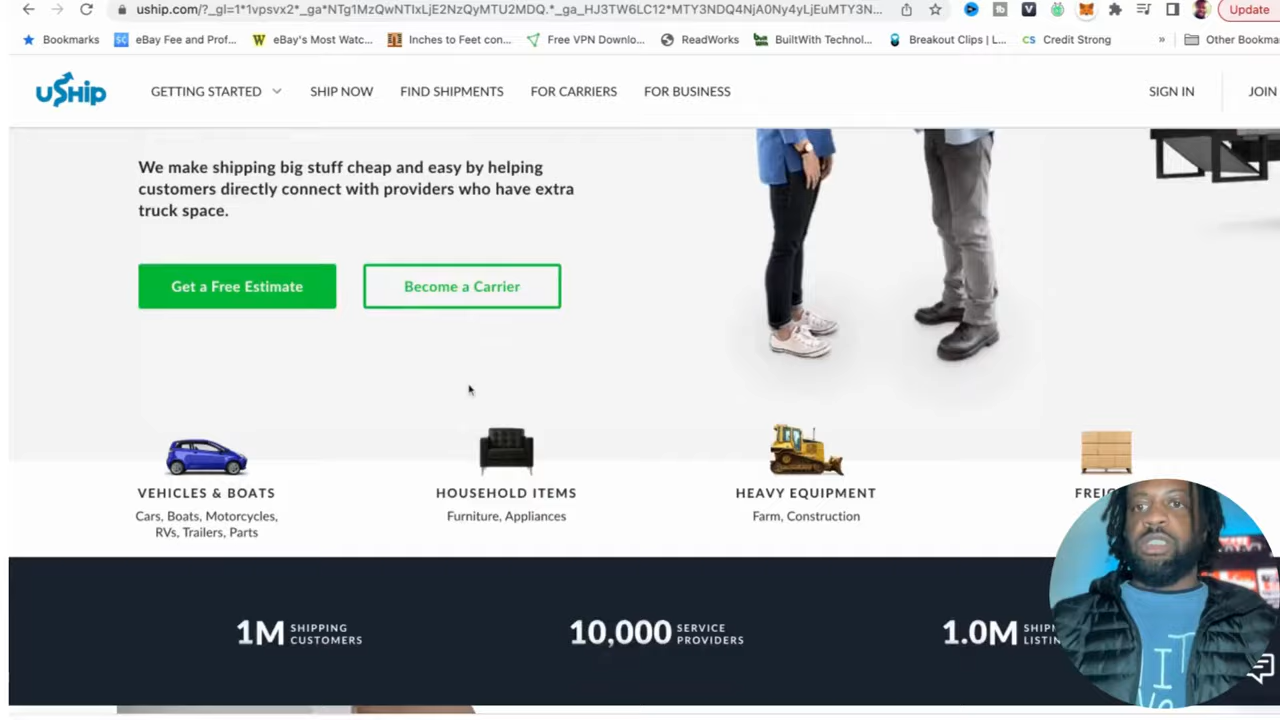 uship.com/?_gl=1*1vpsvx2*_ga*NTg1MzQwNTIxLjE2NzQyMTU2MDQ.*_ga_HJ3TW6LC12*MTY3NDQ4NjA0Ny4yLjEuMTY3N...
Update
Bookmarks eBay Fee and Prof... eBay's Most Watc... Inches to Feet con... Free VPN Downlo... ReadWorks BuiltWith Technol... Breakout Clips | L... CS Credit Strong » Other Bookma
uShip GETTING STARTED SHIP NOW FIND SHIPMENTS FOR CARRIERS FOR BUSINESS SIGN IN JOIN
We make shipping big stuff cheap and easy by helping
customers directly connect with providers who have extra
truck space.
Get a Free Estimate Become a Carrier
VEHICLES & BOATS HOUSEHOLD ITEMS HEAVY EQUIPMENT FREIG
Cars, Boats, Motorcycles, Furniture, Appliances Farm, Construction
RVs, Trailers, Parts
1M SHIPPING CUSTOMERS 10,000 SERVICE PROVIDERS 1.0M SHIPM LISTIN
IT